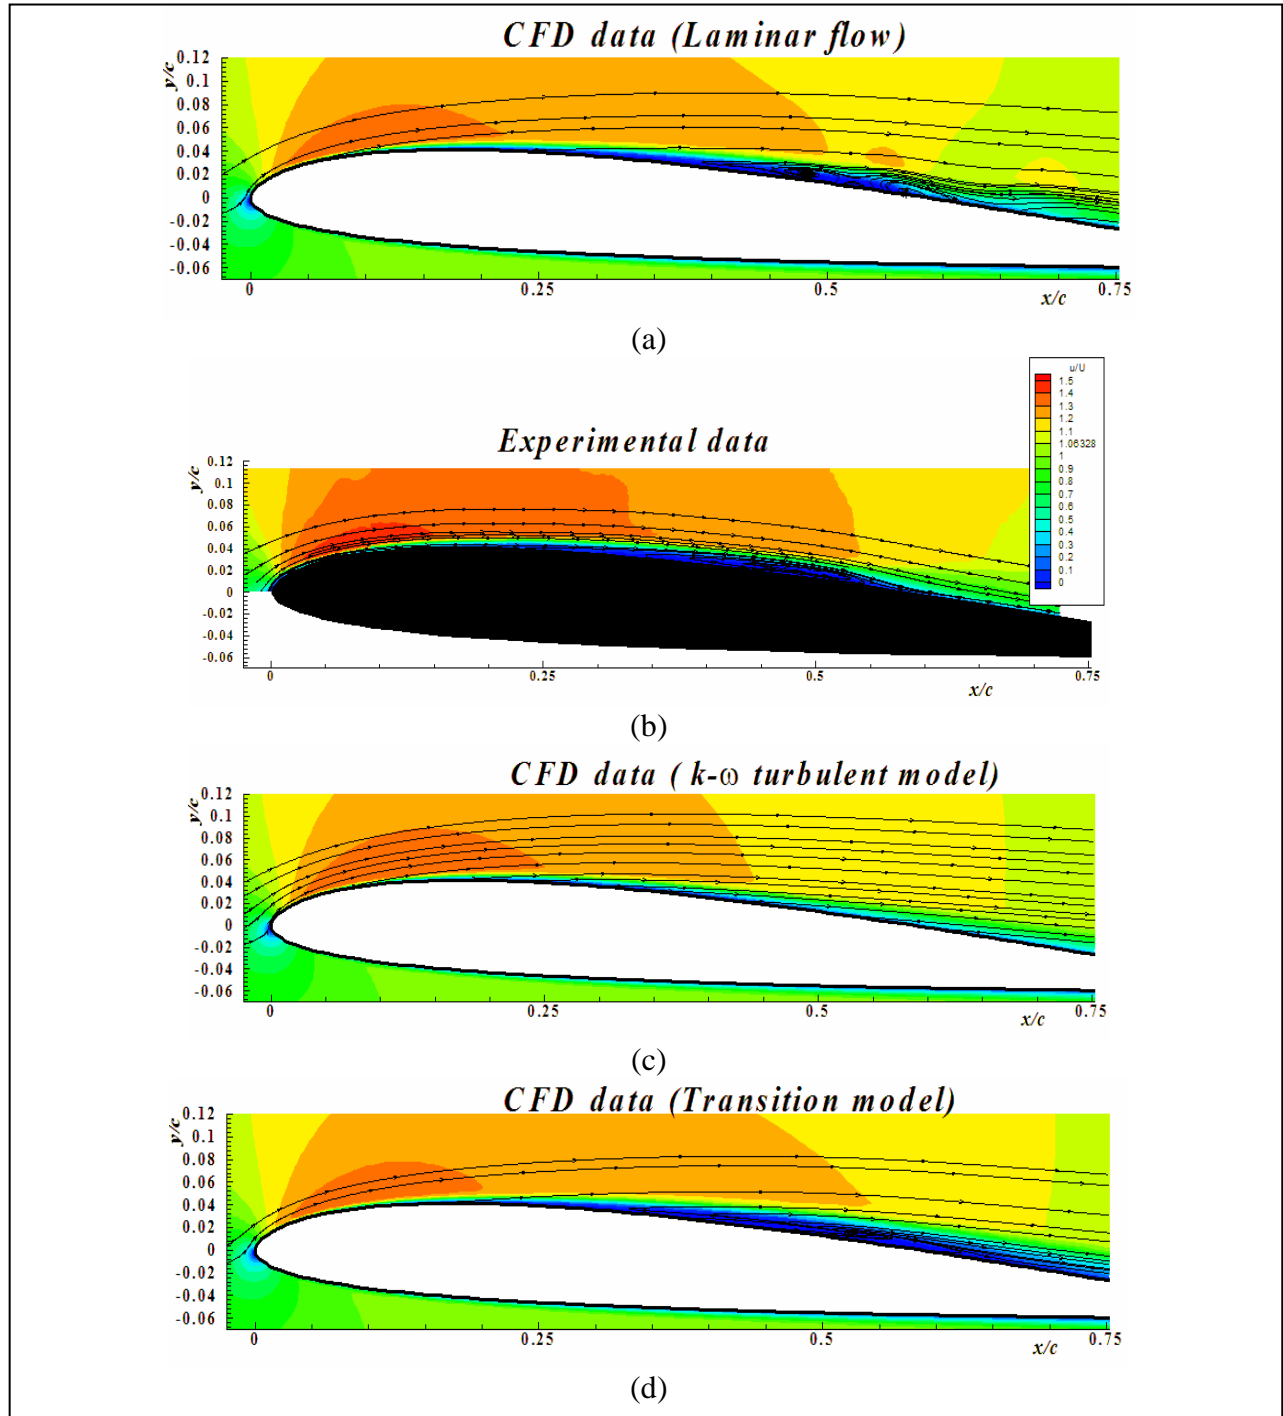 CFD data (Laminar flow)
y/c
0.12
0.1
0.08
0.06
0.04
0.02
0
-0.02
-0.04
-0.06
0 0.25 0.5 0.75
x/c
(a)
u/U
1.5
1.4
1.3
1.2
1.1
1.06328
1
0.9
0.8
0.7
0.6
0.5
0.4
0.3
0.2
0.1
0
Experimental data
y/c
0.12
0.1
0.08
0.06
0.04
0.02
0
-0.02
-0.04
-0.06
0 0.25 0.5 0.75
x/c
(b)
CFD data ( k-ω turbulent model)
y/c
0.12
0.1
0.08
0.06
0.04
0.02
0
-0.02
-0.04
-0.06
0 0.25 0.5 0.75
x/c
(c)
CFD data (Transition model)
y/c
0.12
0.1
0.08
0.06
0.04
0.02
0
-0.02
-0.04
-0.06
0 0.25 0.5 0.75
x/c
(d)